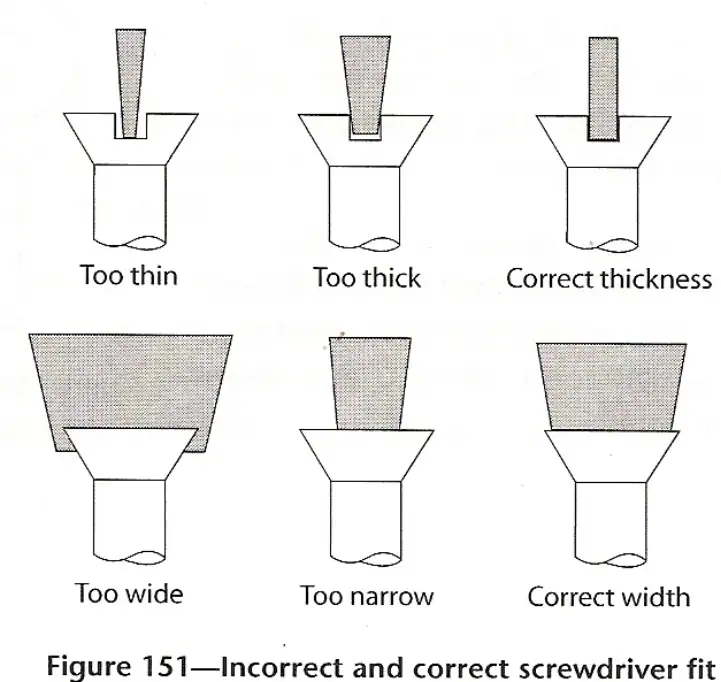 Too thin
Too thick
Correct thickness
Too wide
Too narrow
Correct width
Figure 151—Incorrect and correct screwdriver fit